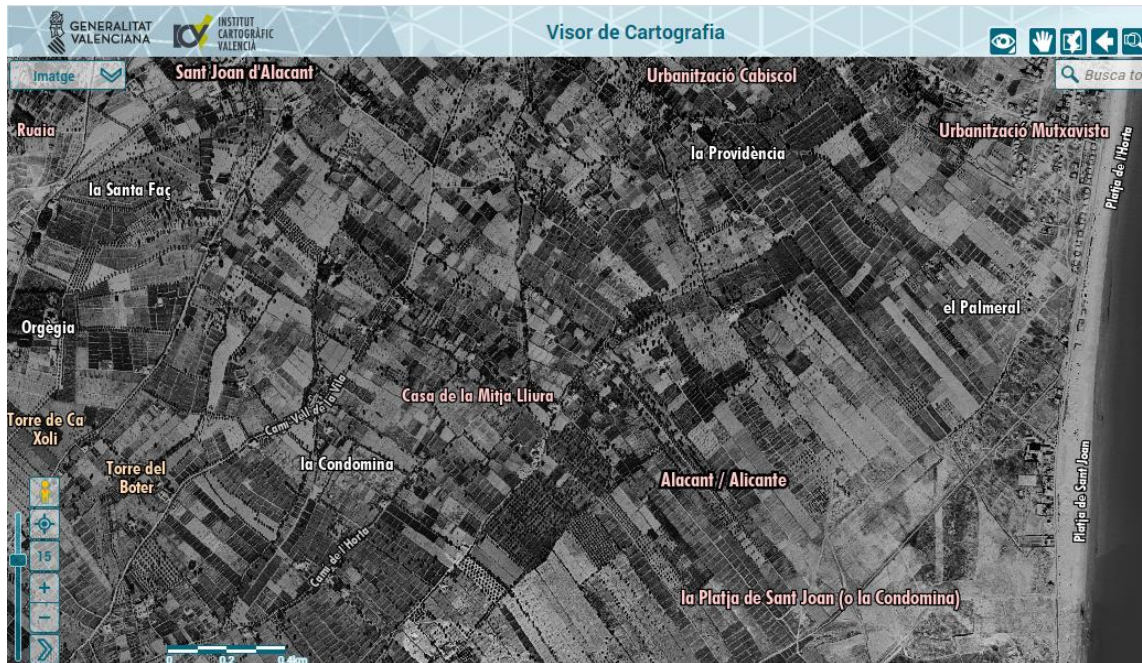 GENERALITAT
VALENCIANA
ICV
INSTITUT
CARTOGRÀFIC
VALENCIÀ
Visor de Cartografia
Imatge
Busca to
Sant Joan d'Alacant
Urbanització Cabiscol
Ruaia
Urbanització Mutxavista
la Providència
Platja de l'Horta
la Santa Faç
Orgègia
el Palmeral
Casa de la Mitja Lliura
Camí Vell de la Vila
Torre de Ca
Xoli
Torre del
Boter
la Condomina
Alacant / Alicante
Platja de Sant Joan
Camí de l'Horta
15
+
−
la Platja de Sant Joan (o la Condomina)
0 0.2 0.4km